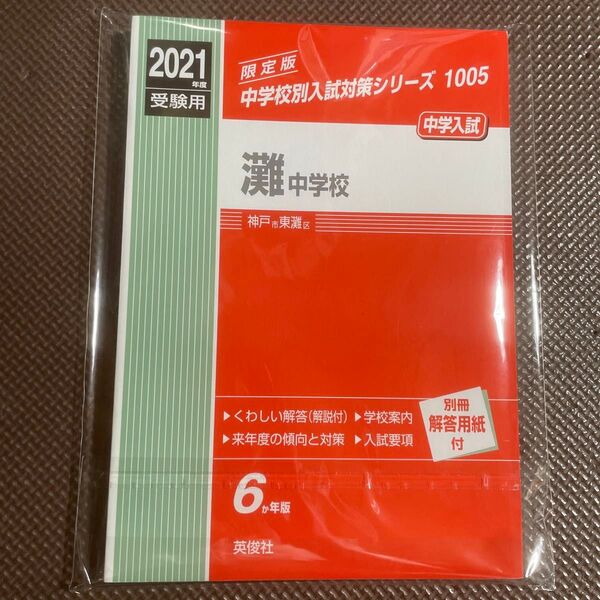 2021年度
受験用
限定版
中学校別入試対策シリーズ 1005
中学入試
灘中学校
神戸市東灘区
▶くわしい解答(解説付) ▶学校案内
▶来年度の傾向と対策 ▶入試要項
別冊
解答用紙
付
6か年版
英俊社